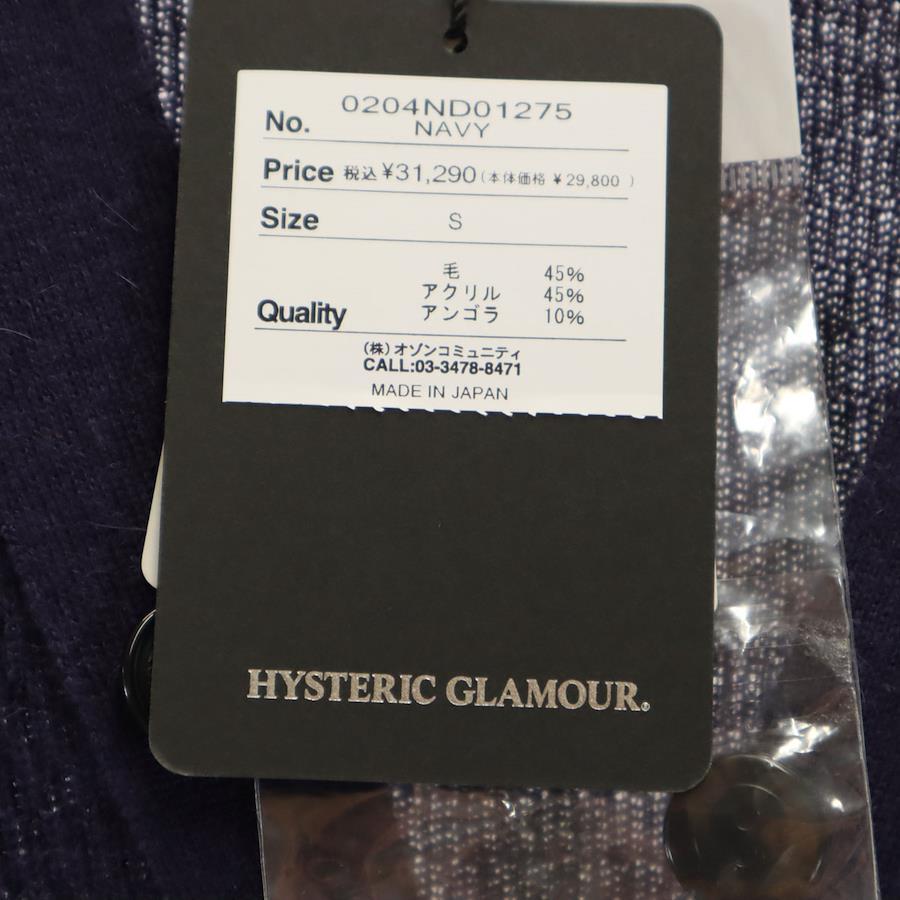 No. 0204ND01275
NAVY
Price 税込 ¥31,290 (本体価格 ¥29,800 )
Size S
毛 45%
アクリル 45%
Quality アンゴラ 10%
(株)オゾンコミュニティ
CALL:03-3478-8471
MADE IN JAPAN
HYSTERIC GLAMOUR.